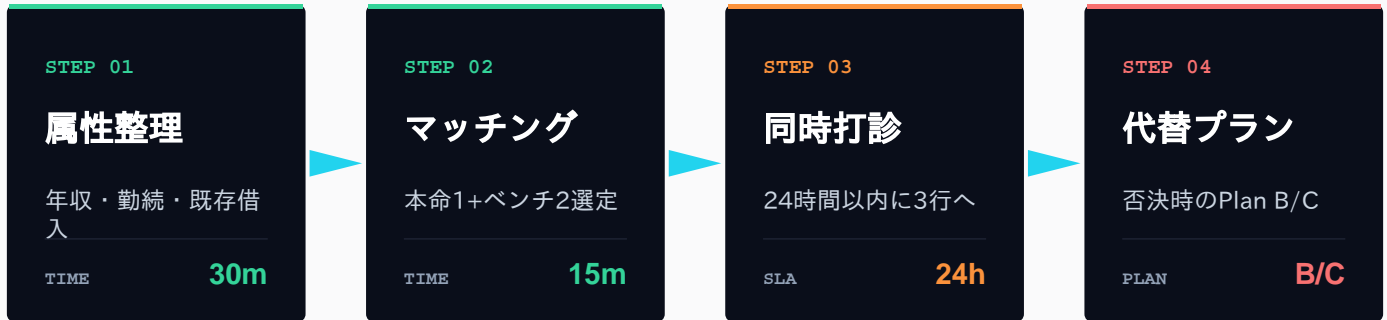 STEP 01
属性整理
年収・勤続・既存借
入
TIME 30m
STEP 02
マッチング
本命1+ベンチ2選定
TIME 15m
STEP 03
同時打診
24時間以内に3行へ
SLA 24h
STEP 04
代替プラン
否決時のPlan B/C
PLAN B/C